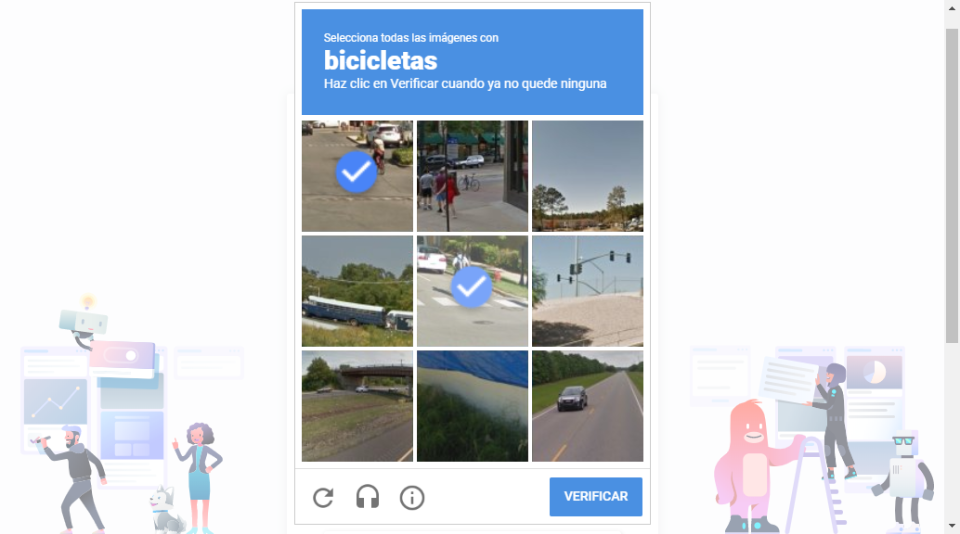 Selecciona todas las imágenes con
bicicletas
Haz clic en Verificar cuando ya no quede ninguna
VERIFICAR